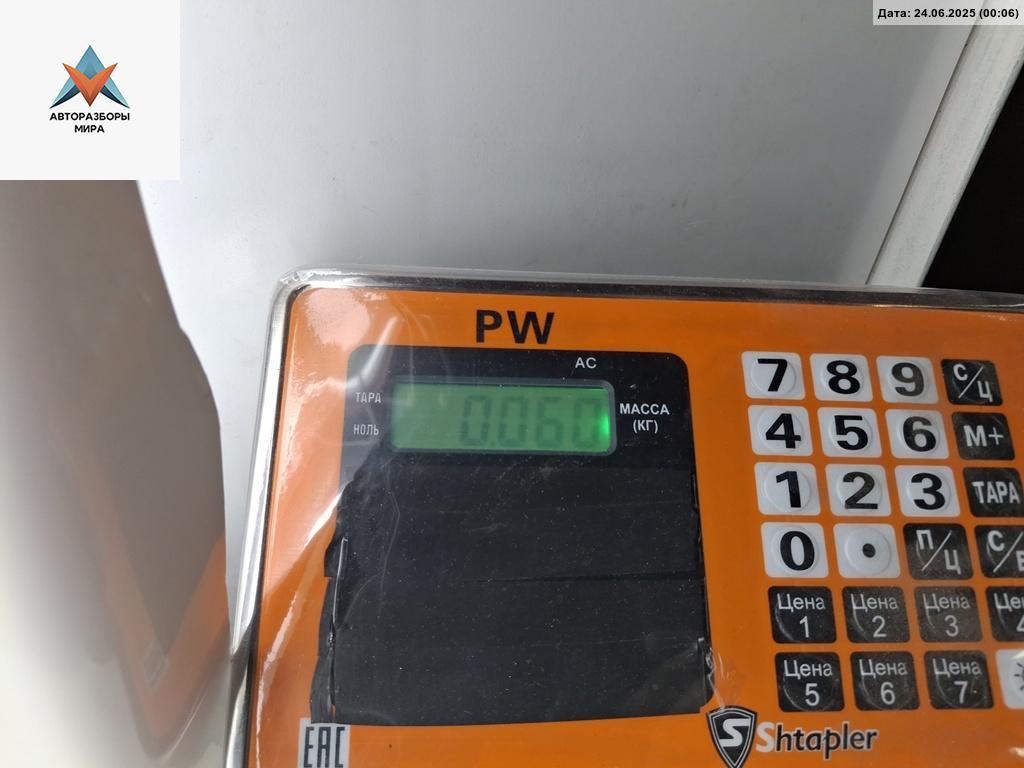 Дата: 24.06.2025 (00:06)
АВТОРАЗБОРЫ
МИРА
PW
AC
ТАРА
НОЛЬ
0.060
МАССА
(КГ)
7 8 9 С/Ц
4 5 6 М+
1 2 3 ТАРА
0 • П/Ц
Цена 1 Цена 2 Цена 3
Цена 5 Цена 6 Цена 7
EAC
S Shtapler